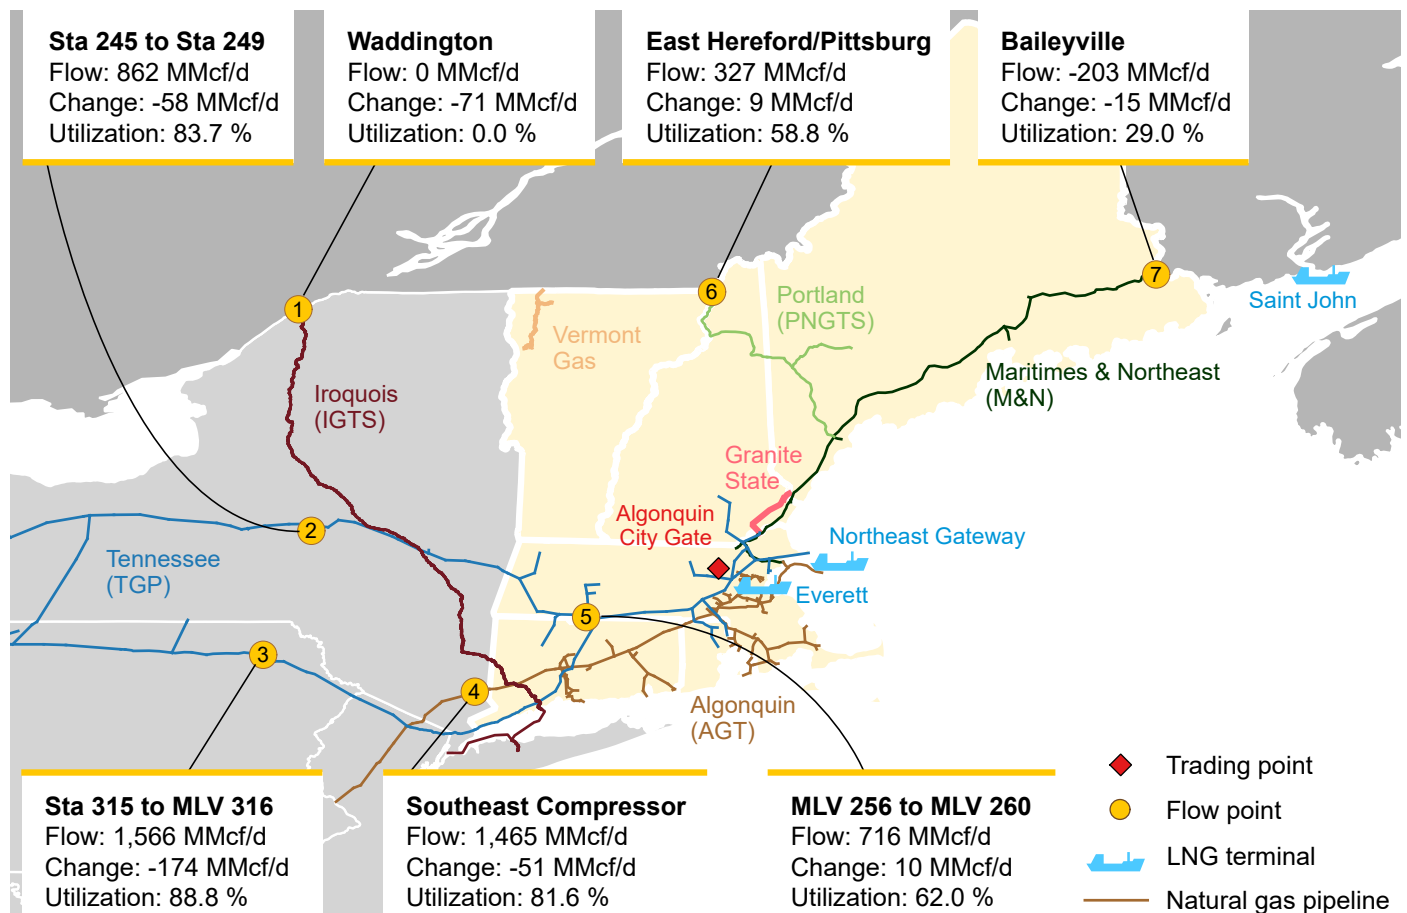 Sta 245 to Sta 249
Flow: 862 MMcf/d
Change: -58 MMcf/d
Utilization: 83.7 %
Waddington
Flow: 0 MMcf/d
Change: -71 MMcf/d
Utilization: 0.0 %
East Hereford/Pittsburg
Flow: 327 MMcf/d
Change: 9 MMcf/d
Utilization: 58.8 %
Baileyville
Flow: -203 MMcf/d
Change: -15 MMcf/d
Utilization: 29.0 %
1
6
7
Saint John
Portland
(PNGTS)
Vermont
Gas
Maritimes & Northeast
(M&N)
Iroquois
(IGTS)
Granite
State
Algonquin
City Gate
2
Northeast Gateway
Tennessee
(TGP)
Everett
5
3
4
Algonquin
(AGT)
Sta 315 to MLV 316
Flow: 1,566 MMcf/d
Change: -174 MMcf/d
Utilization: 88.8 %
Southeast Compressor
Flow: 1,465 MMcf/d
Change: -51 MMcf/d
Utilization: 81.6 %
MLV 256 to MLV 260
Flow: 716 MMcf/d
Change: 10 MMcf/d
Utilization: 62.0 %
Trading point
Flow point
LNG terminal
Natural gas pipeline